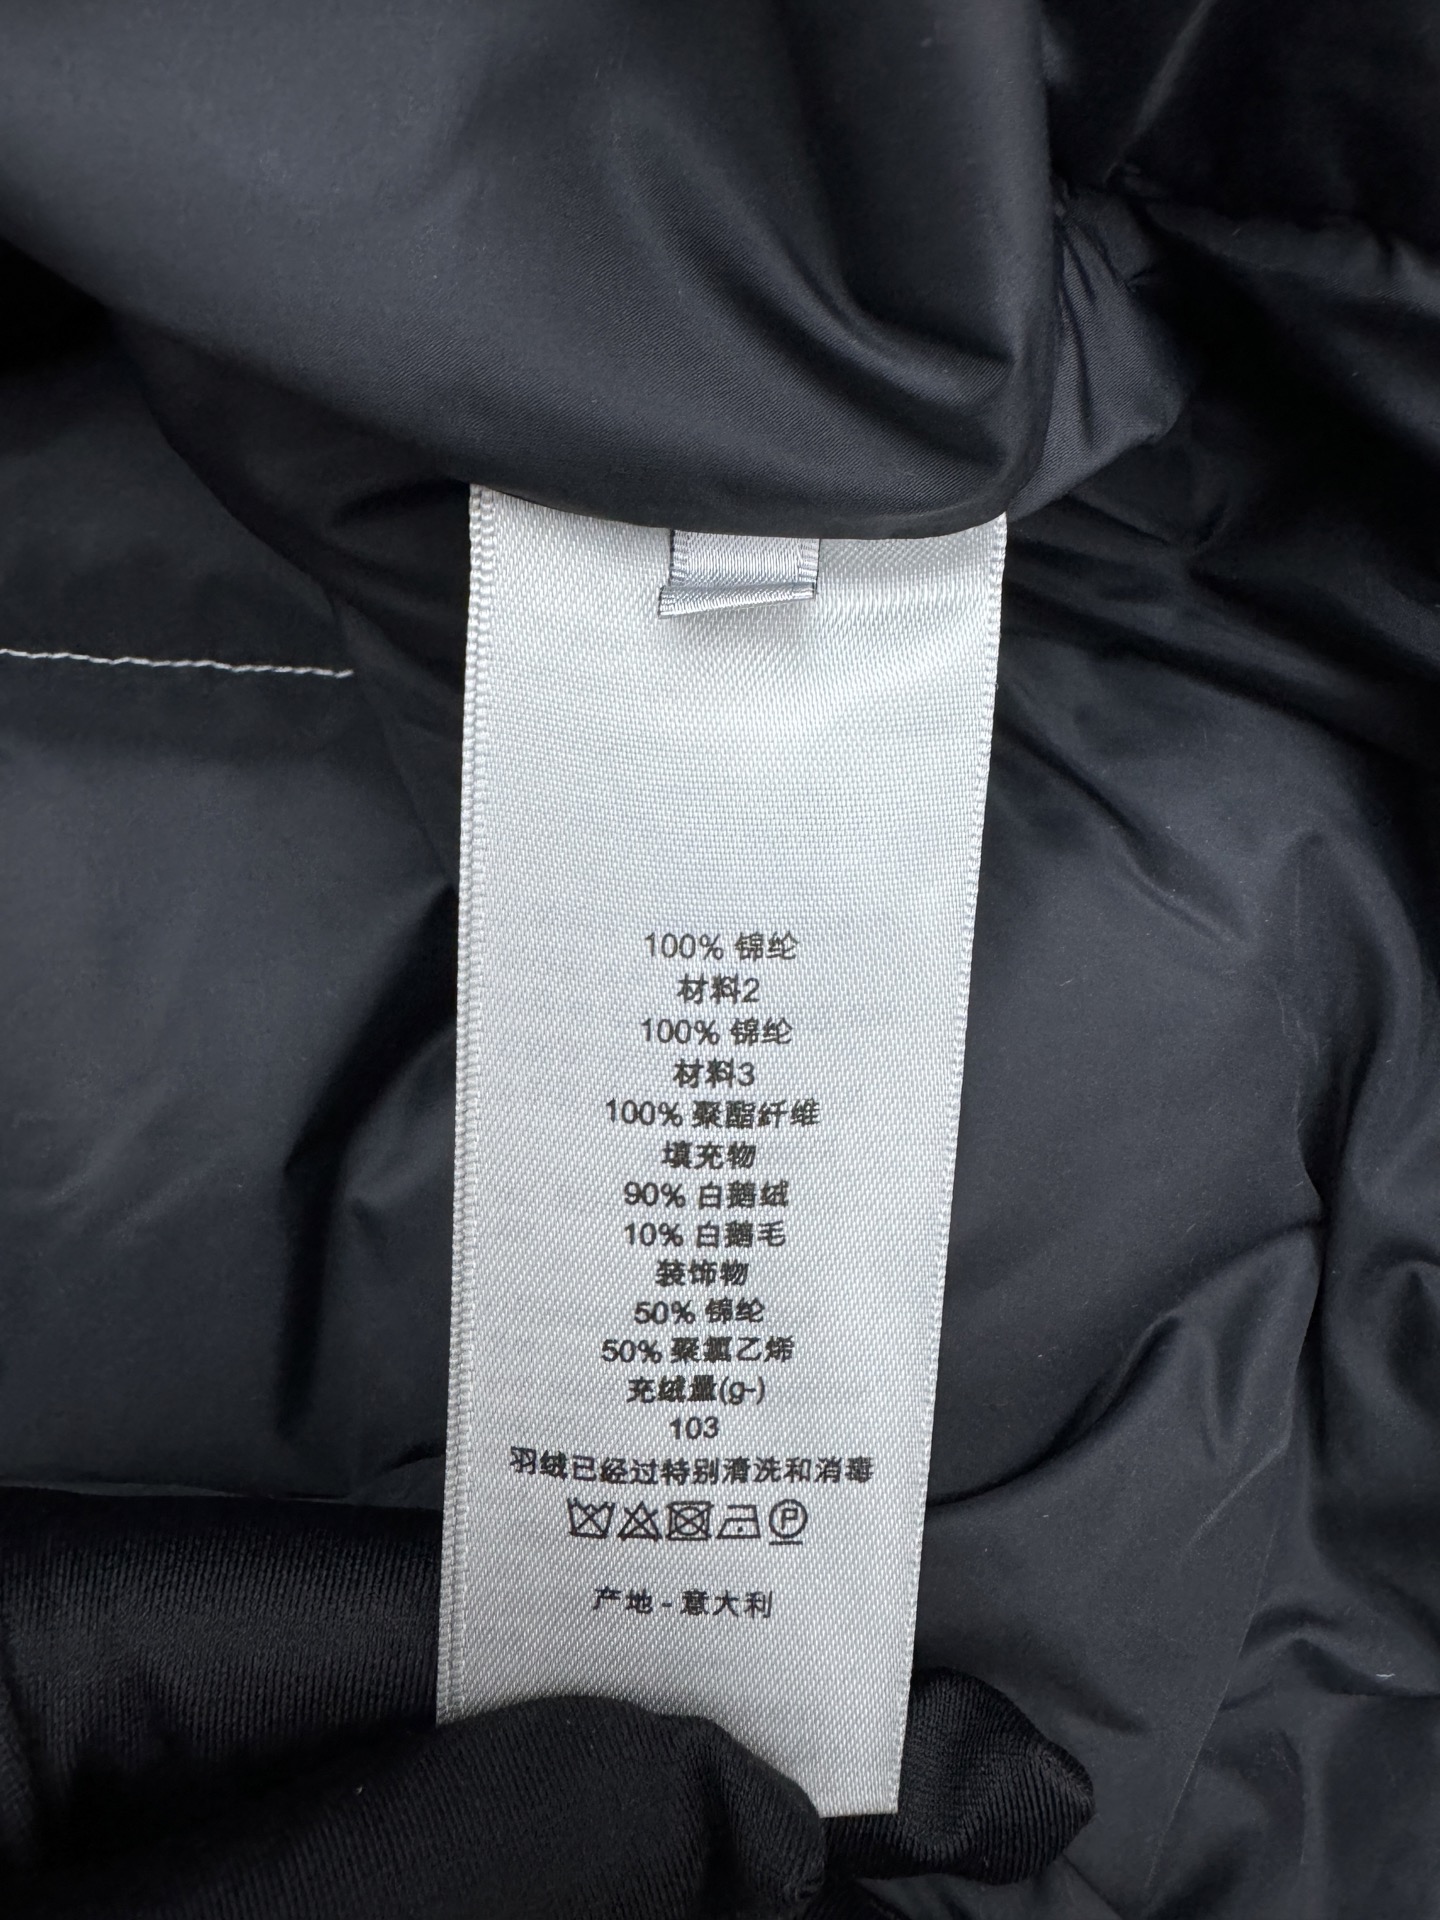 100% 锦纶
材料2
100% 锦纶
材料3
100% 聚酯纤维
填充物
90% 白鹅绒
10% 白鹅毛
装饰物
50% 锦纶
50% 聚氯乙烯
充绒量(g-)
103
羽绒已经过特别清洗和消毒
P
产地 - 意大利